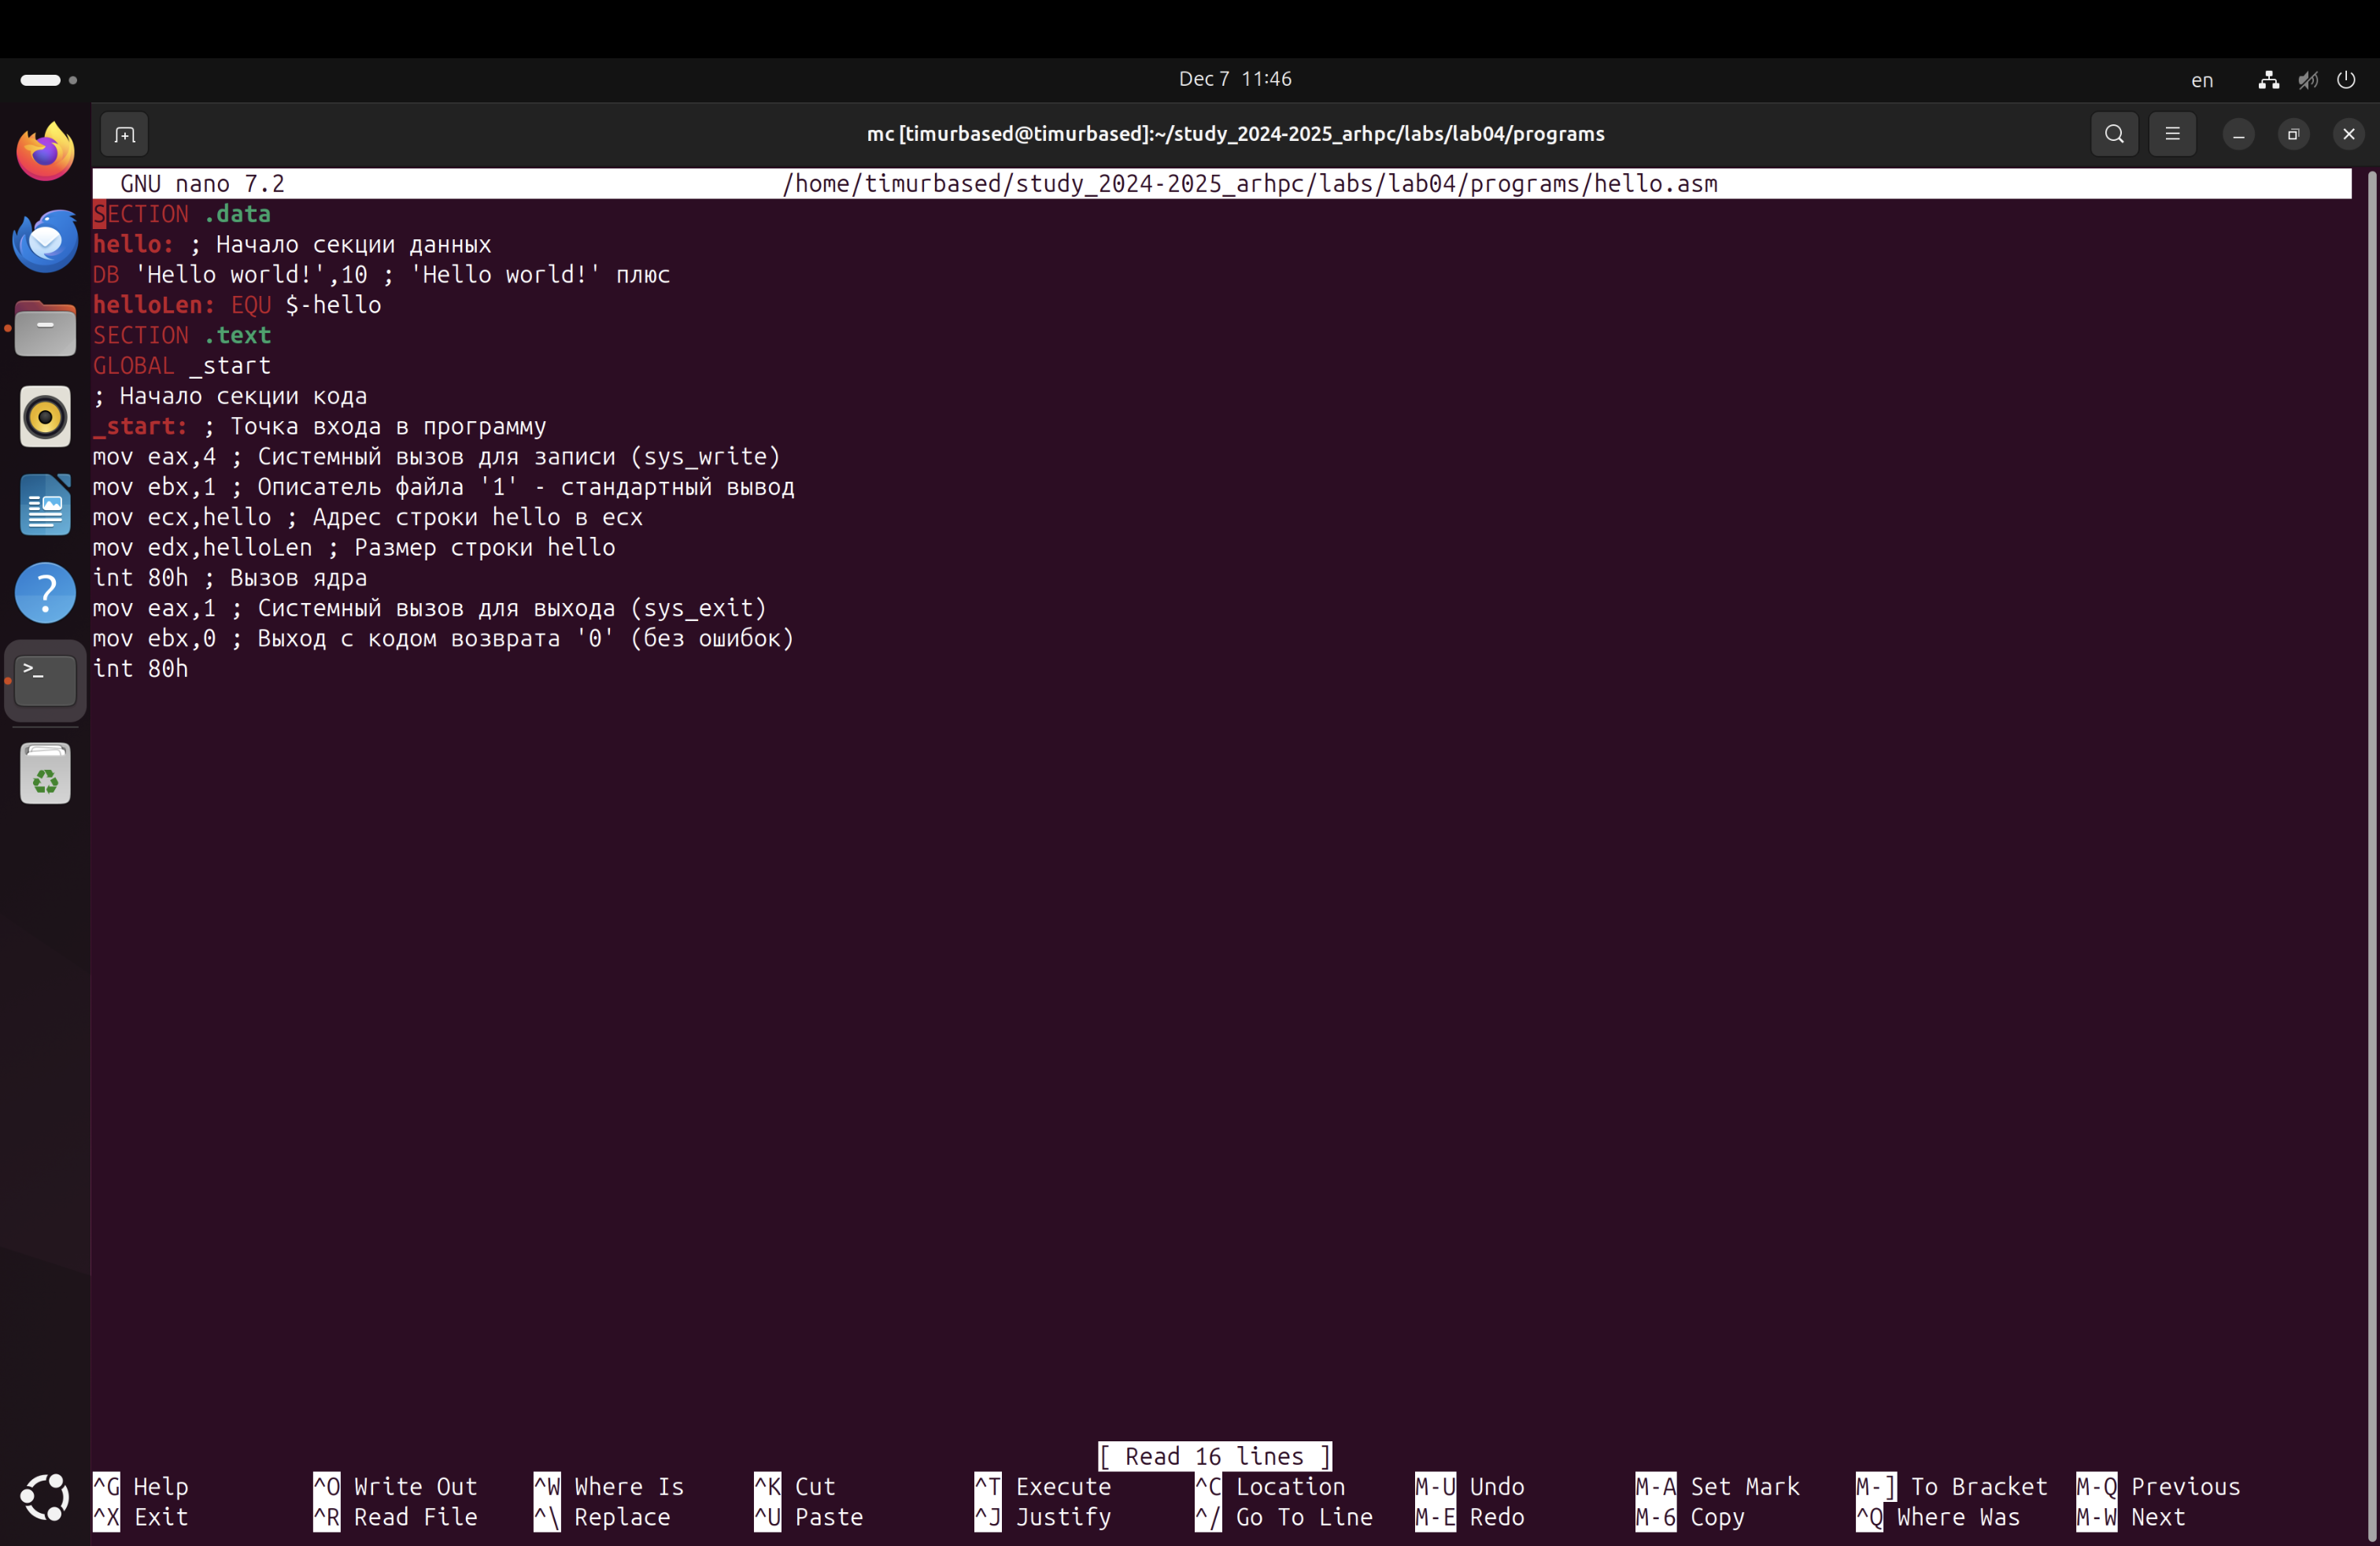 Dec 7 11:46
en
mc [timurbased@timurbased]:~/study_2024-2025_arhpc/labs/lab04/programs
GNU nano 7.2 /home/timurbased/study_2024-2025_arhpc/labs/lab04/programs/hello.asm
SECTION .data
hello: ; Начало секции данных
DB 'Hello world!',10 ; 'Hello world!' плюс
helloLen: EQU $-hello
SECTION .text
GLOBAL _start
; Начало секции кода
_start: ; Точка входа в программу
mov eax,4 ; Системный вызов для записи (sys_write)
mov ebx,1 ; Описатель файла '1' - стандартный вывод
mov ecx,hello ; Адрес строки hello в ecx
mov edx,helloLen ; Размер строки hello
int 80h ; Вызов ядра
mov eax,1 ; Системный вызов для выхода (sys_exit)
mov ebx,0 ; Выход с кодом возврата '0' (без ошибок)
int 80h
[ Read 16 lines ]
^G Help ^O Write Out ^W Where Is ^K Cut ^T Execute ^C Location M-U Undo M-A Set Mark M-] To Bracket M-Q Previous
^X Exit ^R Read File ^\ Replace ^U Paste ^J Justify ^/ Go To Line M-E Redo M-6 Copy ^Q Where Was M-W Next